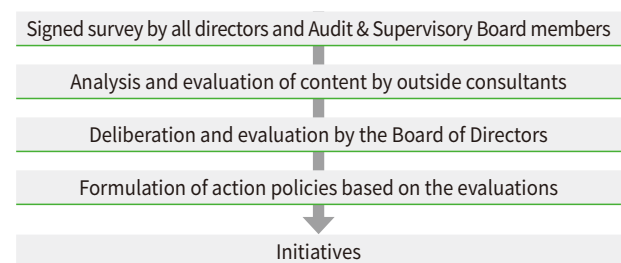 Signed survey by all directors and Audit & Supervisory Board members
Analysis and evaluation of content by outside consultants
Deliberation and evaluation by the Board of Directors
Formulation of action policies based on the evaluations
Initiatives